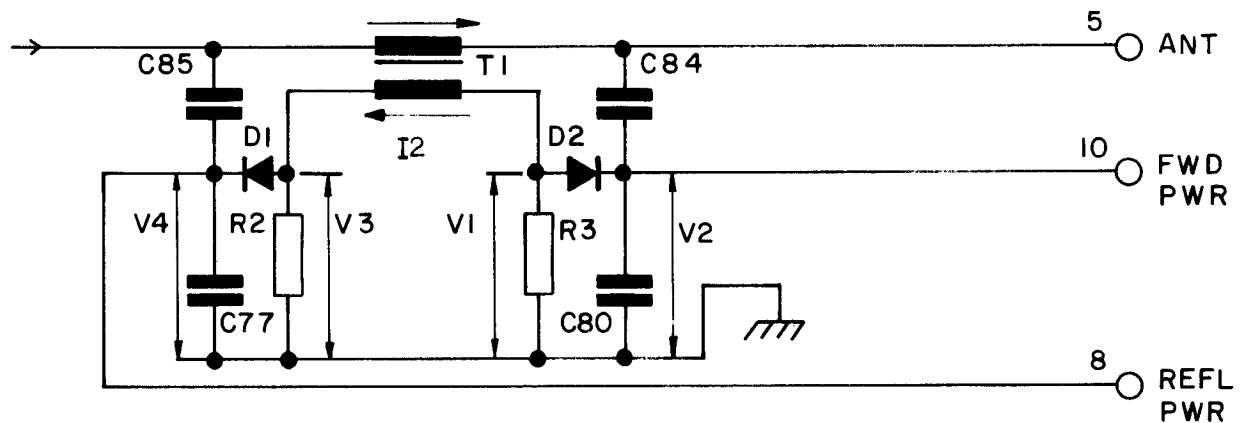 5
ANT
C85
T1
C84
D1
I2
D2
10
FWD
PWR
V4
R2
V3
V1
R3
V2
C77
C80
8
REFL
PWR